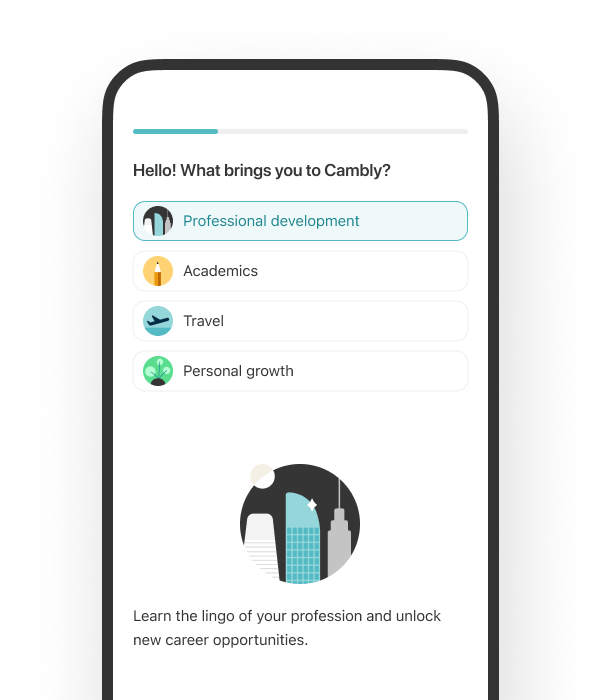 Hello! What brings you to Cambly?
Professional development
Academics
Travel
Personal growth
Learn the lingo of your profession and unlock
new career opportunities.